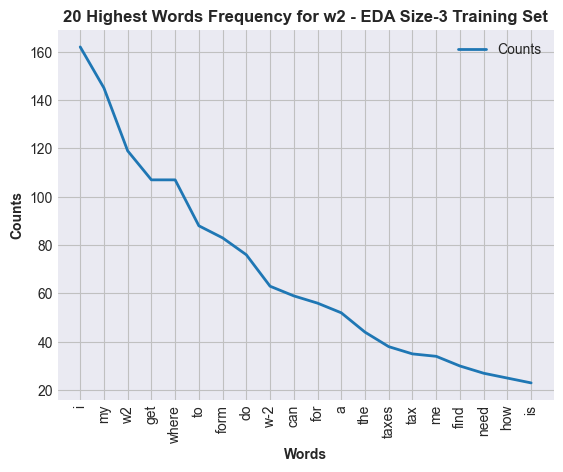 20 Highest Words Frequency for w2 - EDA Size-3 Training Set
Counts
160
140
120
100
80
60
40
20
Counts
i
my
w2
get
where
to
form
do
w-2
can
for
a
the
taxes
tax
me
find
need
how
is
Words